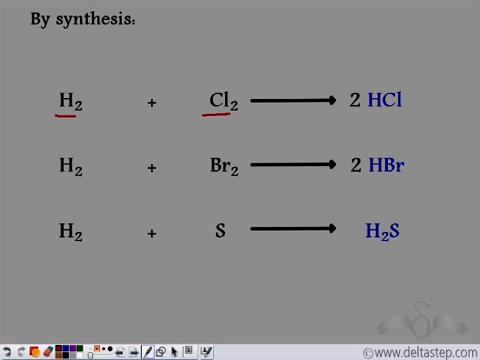 By synthesis:
H₂ + Cl₂ ⟶ 2 HCl
H₂ + Br₂ ⟶ 2 HBr
H₂ + S ⟶ H₂S
©www.deltastep.com